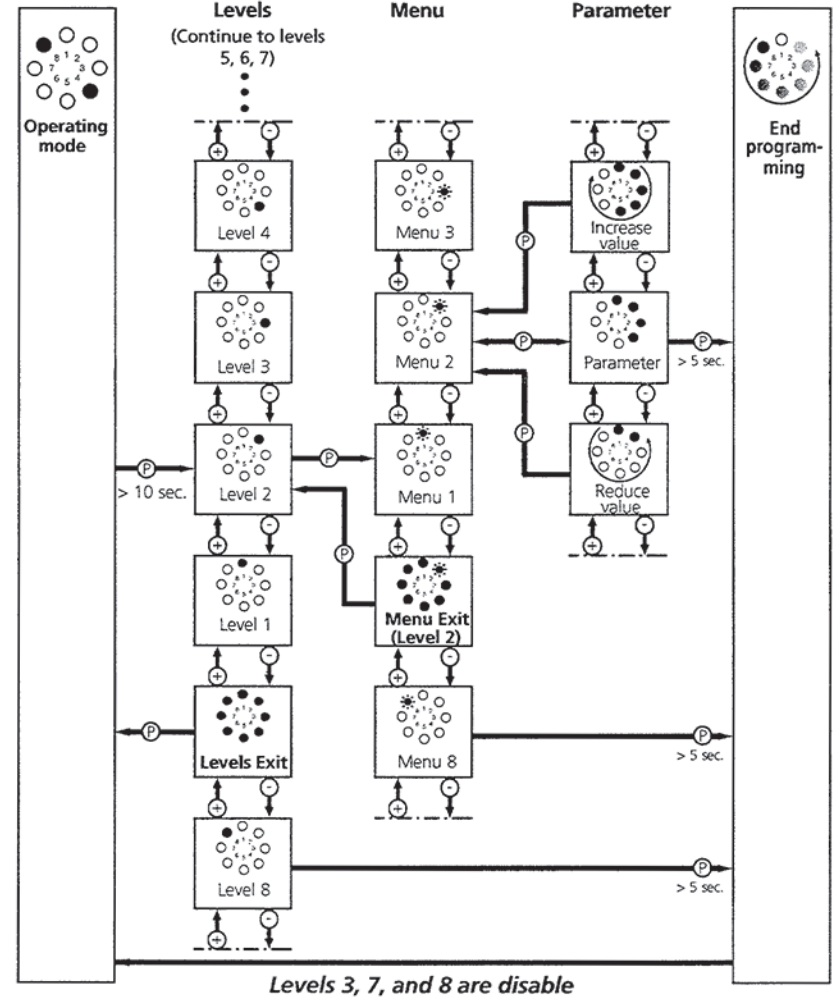 Levels
Menu
Parameter
(Continue to levels
5, 6, 7)
Operating
mode
End
program-
ming
Level 4
Menu 3
Increase
value
P
Level 3
Menu 2
P
Parameter
P
> 5 sec.
P
> 10 sec.
Level 2
P
Menu 1
P
Reduce
value
P
Level 1
Menu Exit
(Level 2)
P
Levels Exit
Menu 8
P
> 5 sec.
Level 8
P
> 5 sec.
Levels 3, 7, and 8 are disable